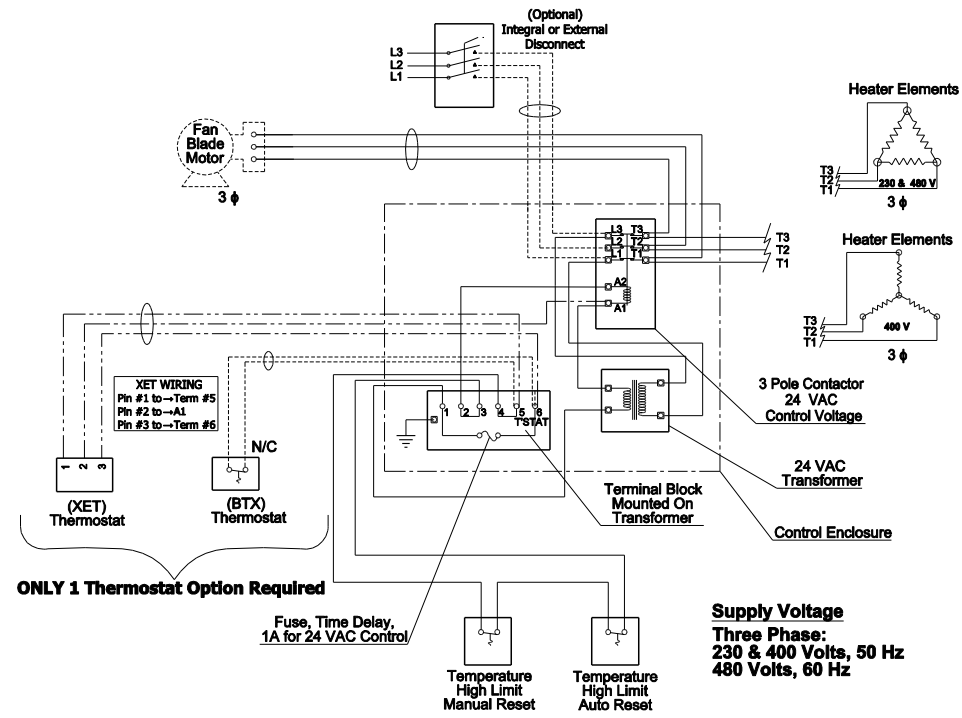 (Optional)
Integral or External
Disconnect
L3
L2
L1
Fan
Blade
Motor
3 ϕ
Heater Elements
T3
T2
T1
230 & 480 V
3 ϕ
Heater Elements
T3
T2
T1
400 V
3 ϕ
L3 T3
L2 T2
L1 T1
A2
A1
T3
T2
T1
3 Pole Contactor
24 VAC
Control Voltage
24 VAC
Transformer
XET WIRING
Pin #1 to→Term #5
Pin #2 to→A1
Pin #3 to→Term #6
N/C
1 2 3
(XET)
Thermostat
(BTX)
Thermostat
1 2 3 4 5 6
T'STAT
Terminal Block
Mounted On
Transformer
Control Enclosure
ONLY 1 Thermostat Option Required
Fuse, Time Delay,
1A for 24 VAC Control
Temperature
High Limit
Manual Reset
Temperature
High Limit
Auto Reset
Supply Voltage
Three Phase:
230 & 400 Volts, 50 Hz
480 Volts, 60 Hz